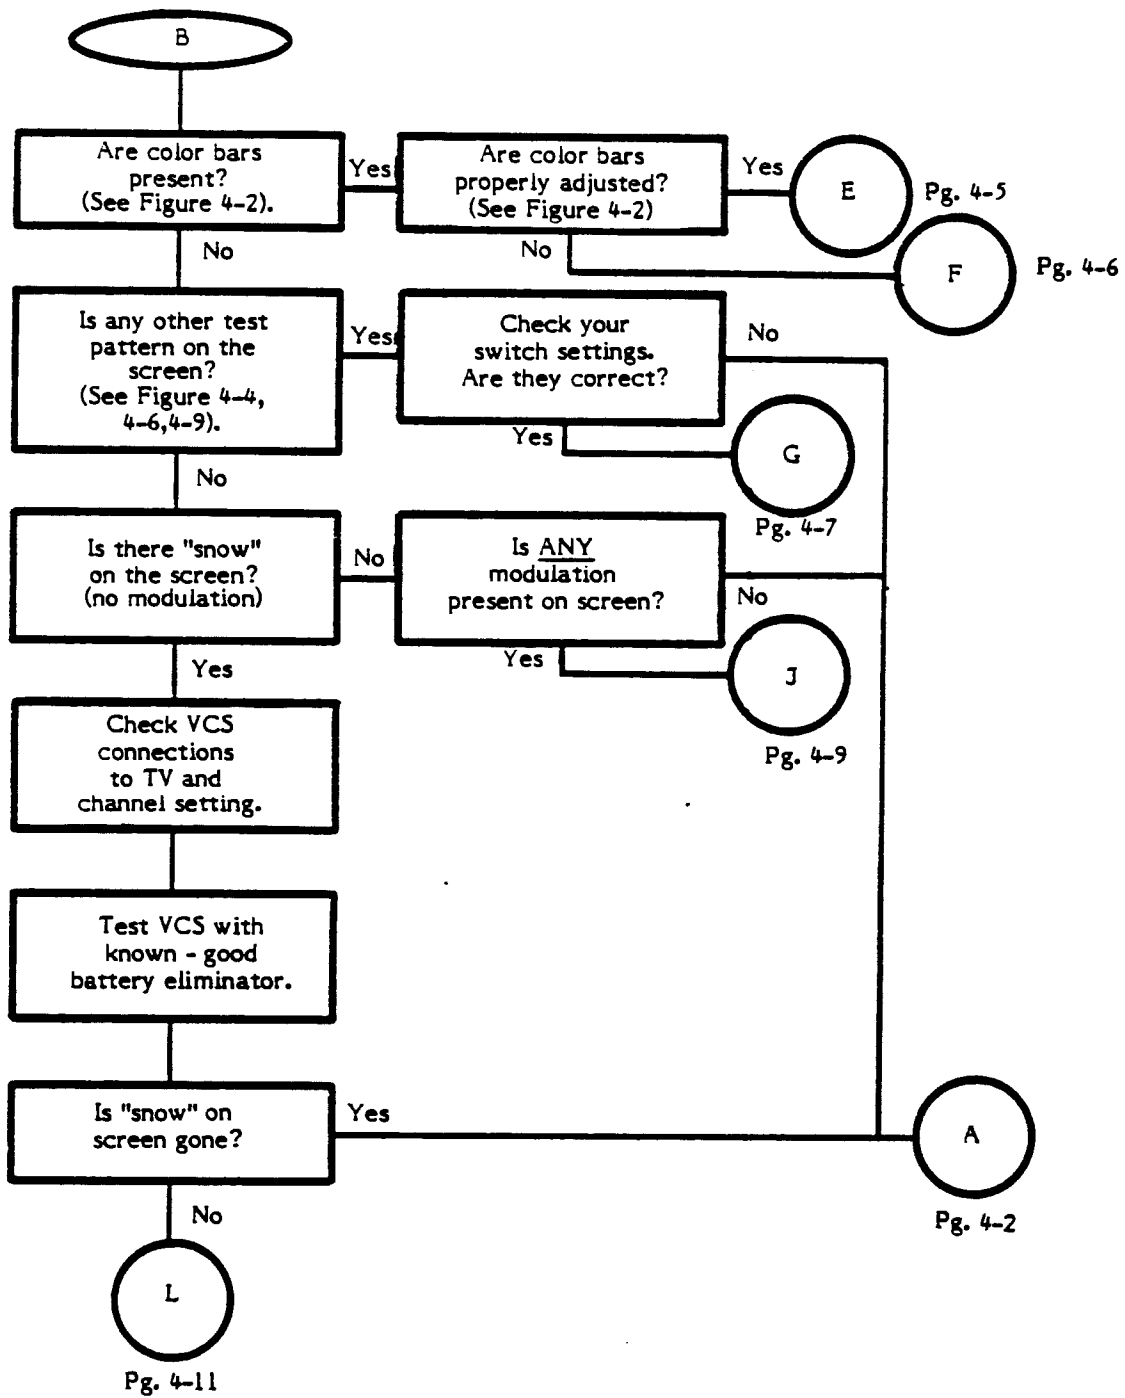 B
Are color bars
present?
(See Figure 4-2).
Yes
Are color bars
properly adjusted?
(See Figure 4-2)
Yes
E
Pg. 4-5
No
No
F
Pg. 4-6
Is any other test
pattern on the
screen?
(See Figure 4-4,
4-6,4-9).
Yes
Check your
switch settings.
Are they correct?
No
Yes
G
Pg. 4-7
No
Is there "snow"
on the screen?
(no modulation)
No
Is ANY
modulation
present on screen?
No
Yes
J
Pg. 4-9
Yes
Check VCS
connections
to TV and
channel setting.
Test VCS with
known - good
battery eliminator.
Is "snow" on
screen gone?
Yes
A
Pg. 4-2
No
L
Pg. 4-11